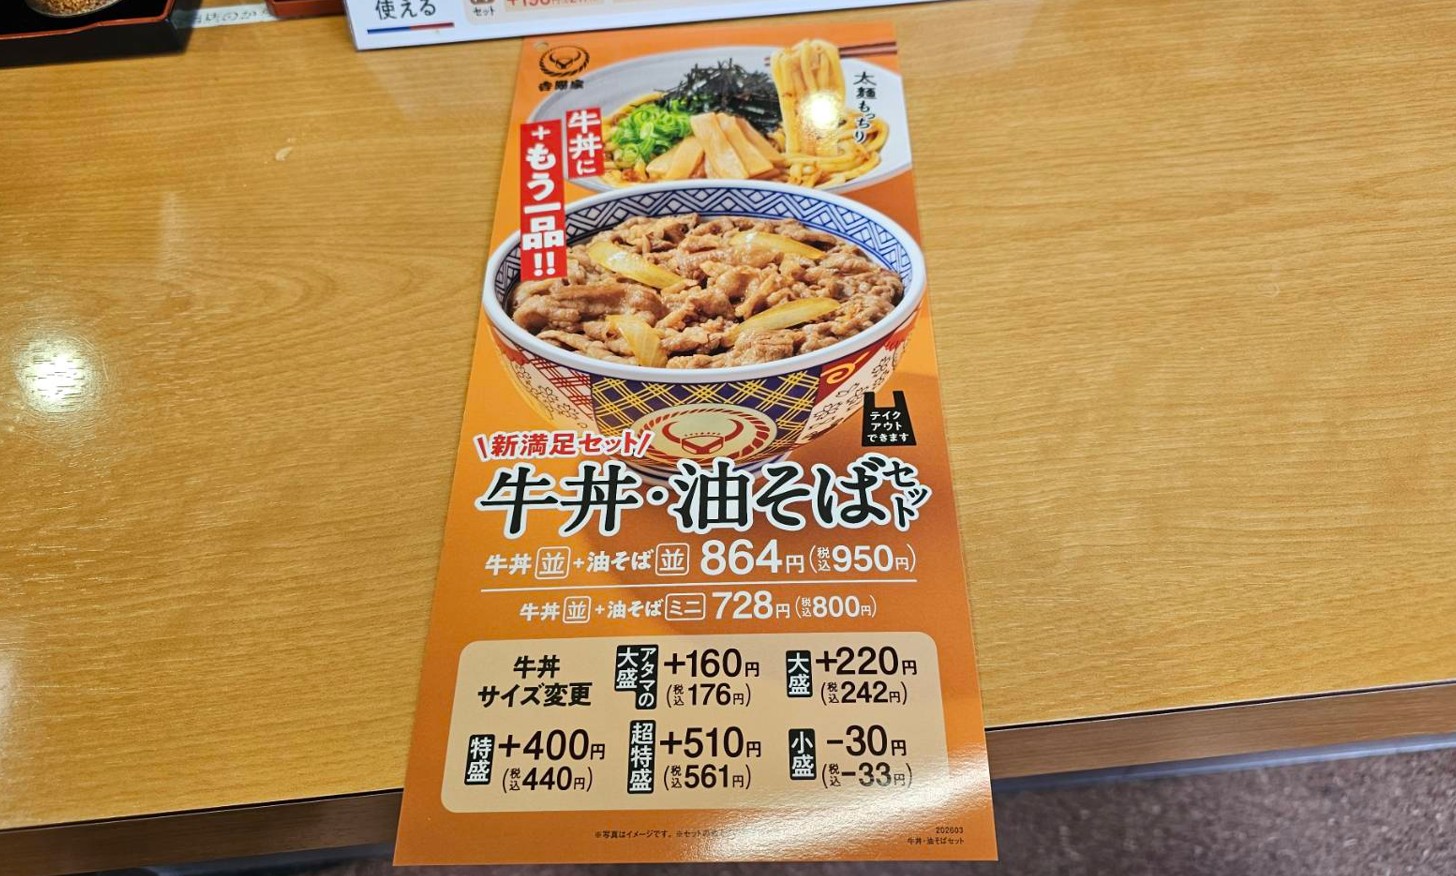 使える
セット
吉野家
太麺もっちり
牛丼に
+もう一品!!
テイク
アウト
できます
\新満足セット/
牛丼・油そばセット
牛丼 並 +油そば 並 864円(税込950円)
牛丼 並 +油そば ミニ 728円(税込800円)
牛丼
サイズ変更
アタマの大盛 +160円
(税込176円)
大盛 +220円
(税込242円)
特盛 +400円
(税込440円)
超特盛 +510円
(税込561円)
小盛 -30円
(税込-33円)
※写真はイメージです。※セットの
202603
牛丼・油そばセット